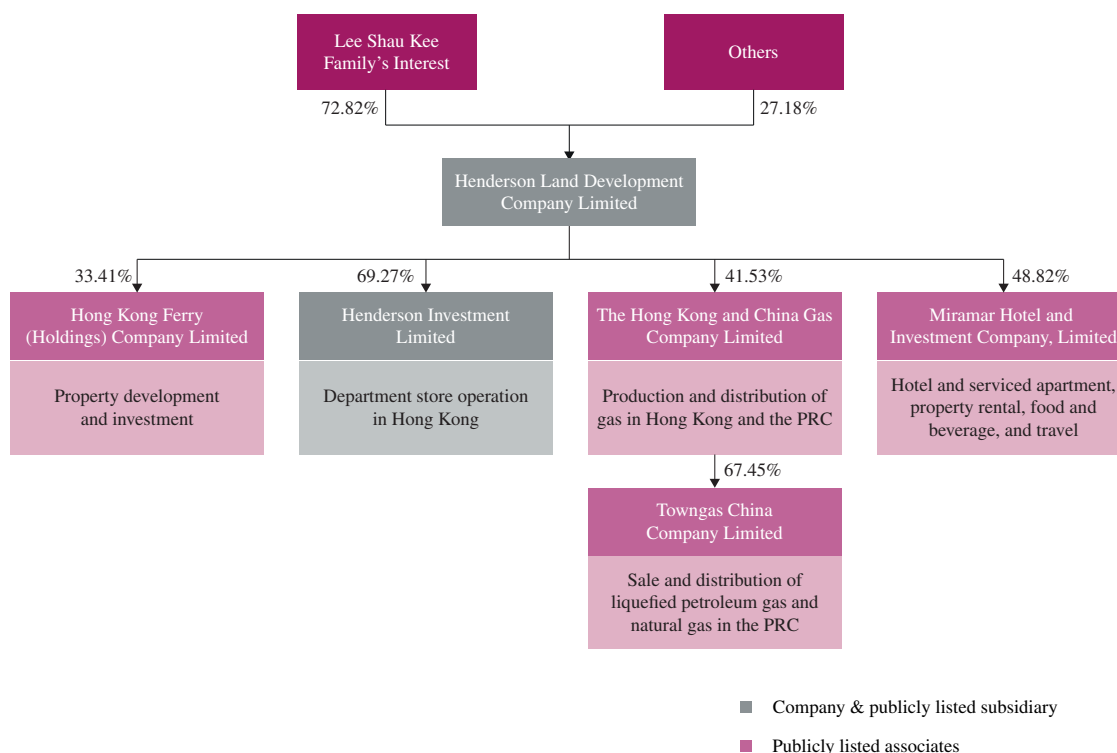 Lee Shau Kee
Family's Interest
Others
72.82%
27.18%
Henderson Land Development
Company Limited
33.41%
69.27%
41.53%
48.82%
Hong Kong Ferry
(Holdings) Company Limited
Property development
and investment
Henderson Investment
Limited
Department store operation
in Hong Kong
The Hong Kong and China Gas
Company Limited
Production and distribution of
gas in Hong Kong and the PRC
Miramar Hotel and
Investment Company, Limited
Hotel and serviced apartment,
property rental, food and
beverage, and travel
67.45%
Towngas China
Company Limited
Sale and distribution of
liquefied petroleum gas and
natural gas in the PRC
Company & publicly listed subsidiary
Publicly listed associates